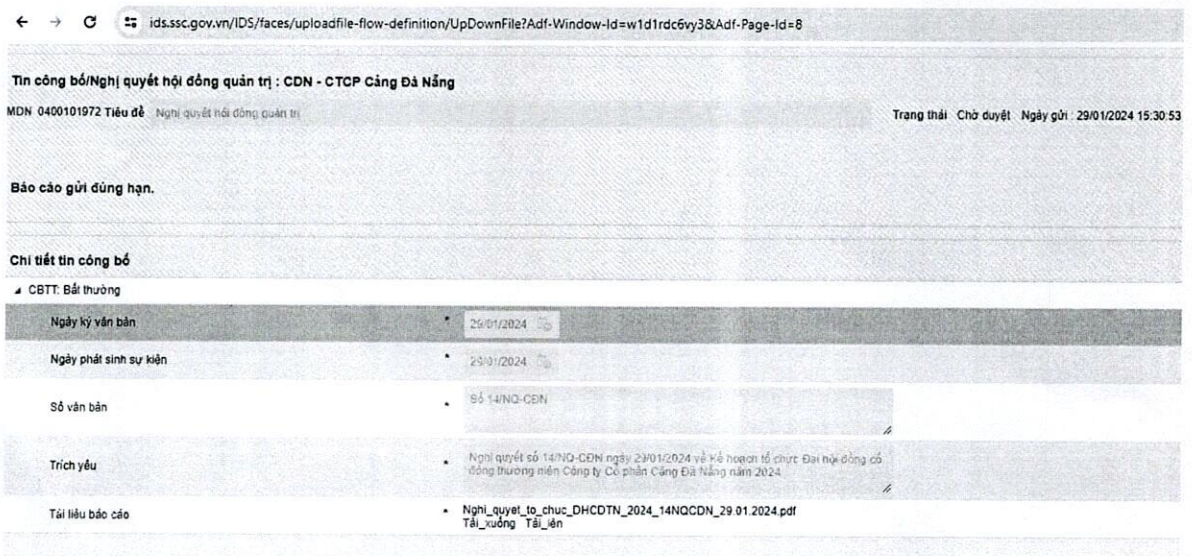 ids.ssc.gov.vn/IDS/faces/uploadfile-flow-definition/UpDownFile?Adf-Window-Id=w1d1rdc6vy3&Adf-Page-Id=8
Tin công bố/Nghị quyết hội đồng quản trị : CDN - CTCP Cảng Đà Nẵng
MDN 0400101972 Tiêu đề Nghị quyết hội đồng quản trị Trạng thái Chờ duyệt Ngày gửi : 29/01/2024 15:30:53
Báo cáo gửi đúng hạn.
Chi tiết tin công bố
CBTT: Bất thường
Ngày ký văn bản * 29/01/2024
Ngày phát sinh sự kiện * 29/01/2024
Số văn bản * Số 14/NQ-CĐN
Trích yếu * Nghị quyết số 14/NQ-CĐN ngày 29/01/2024 về Kế hoạch tổ chức Đại hội đồng cổ
đông thường niên Công ty Cổ phần Cảng Đà Nẵng năm 2024
Tài liệu báo cáo * Nghi_quyet_to_chuc_DHCDTN_2024_14NQCDN_29.01.2024.pdf
Tải_xuống Tải_lên